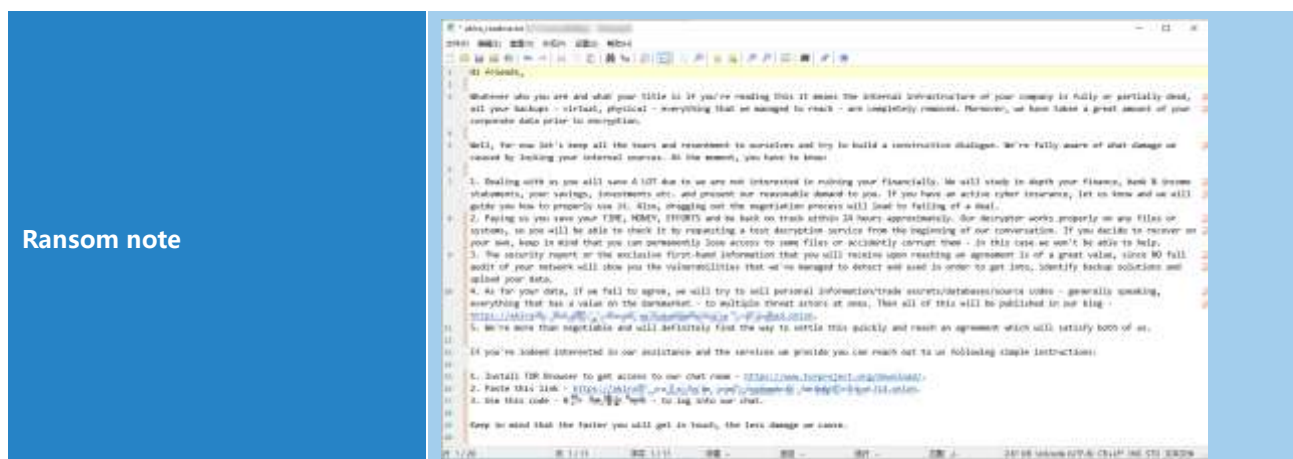 Ransom note
Hi friends,
Whatever who you are and what your title is if you're reading this it means the internal infrastructure of your company is fully or partially dead,
all your backups - virtual, physical - everything that we managed to reach - are completely removed. Moreover, we have taken a great amount of your
corporate data prior to encryption.
Well, for now let's keep all the tears and resentment to ourselves and try to build a constructive dialogue. We're fully aware of what damage we
caused by locking your internal sources. At the moment, you have to know:
1. Dealing with us you will save A LOT due to we are not interested in ruining your financially. We will study in depth your finance, bank & income
statements, your savings, investments etc. and present our reasonable demand to you. If you have an active cyber insurance, let us know and we will
guide you how to properly use it. Also, dragging out the negotiation process will lead to failing of a deal.
2. Paying us you save your TIME, MONEY, EFFORTS and be back on track within 24 hours approximately. Our decryptor works properly on any files or
systems, so you will be able to check it by requesting a test decryption service from the beginning of our conversation. If you decide to recover on
your own, keep in mind that you can permanently lose access to some files or accidently corrupt them - in this case we won't be able to help.
3. The security report or the exclusive first-hand information that you will receive upon reaching an agreement is of a great value, since NO full
audit of your network will show you the vulnerabilities that we've managed to detect and used in order to get into, identify backup solutions and
upload your data.
4. As for your data, if we fail to agree, we will try to sell personal information/trade secrets/databases/source codes - generally speaking,
everything that has a value on the darkmarket - to multiple threat actors at ones. Then all of this will be published in our blog -
5. We're more than negotiable and will definitely find the way to settle this quickly and reach an agreement which will satisfy both of us.
If you're indeed interested in our assistance and the services we provide you can reach out to us following simple instructions:
1. Install TOR Browser to get access to our chat room - https://www.torproject.org/download/.
2. Paste this link -
3. Use this code - - to log into our chat.
Keep in mind that the faster you will get in touch, the less damage we cause.